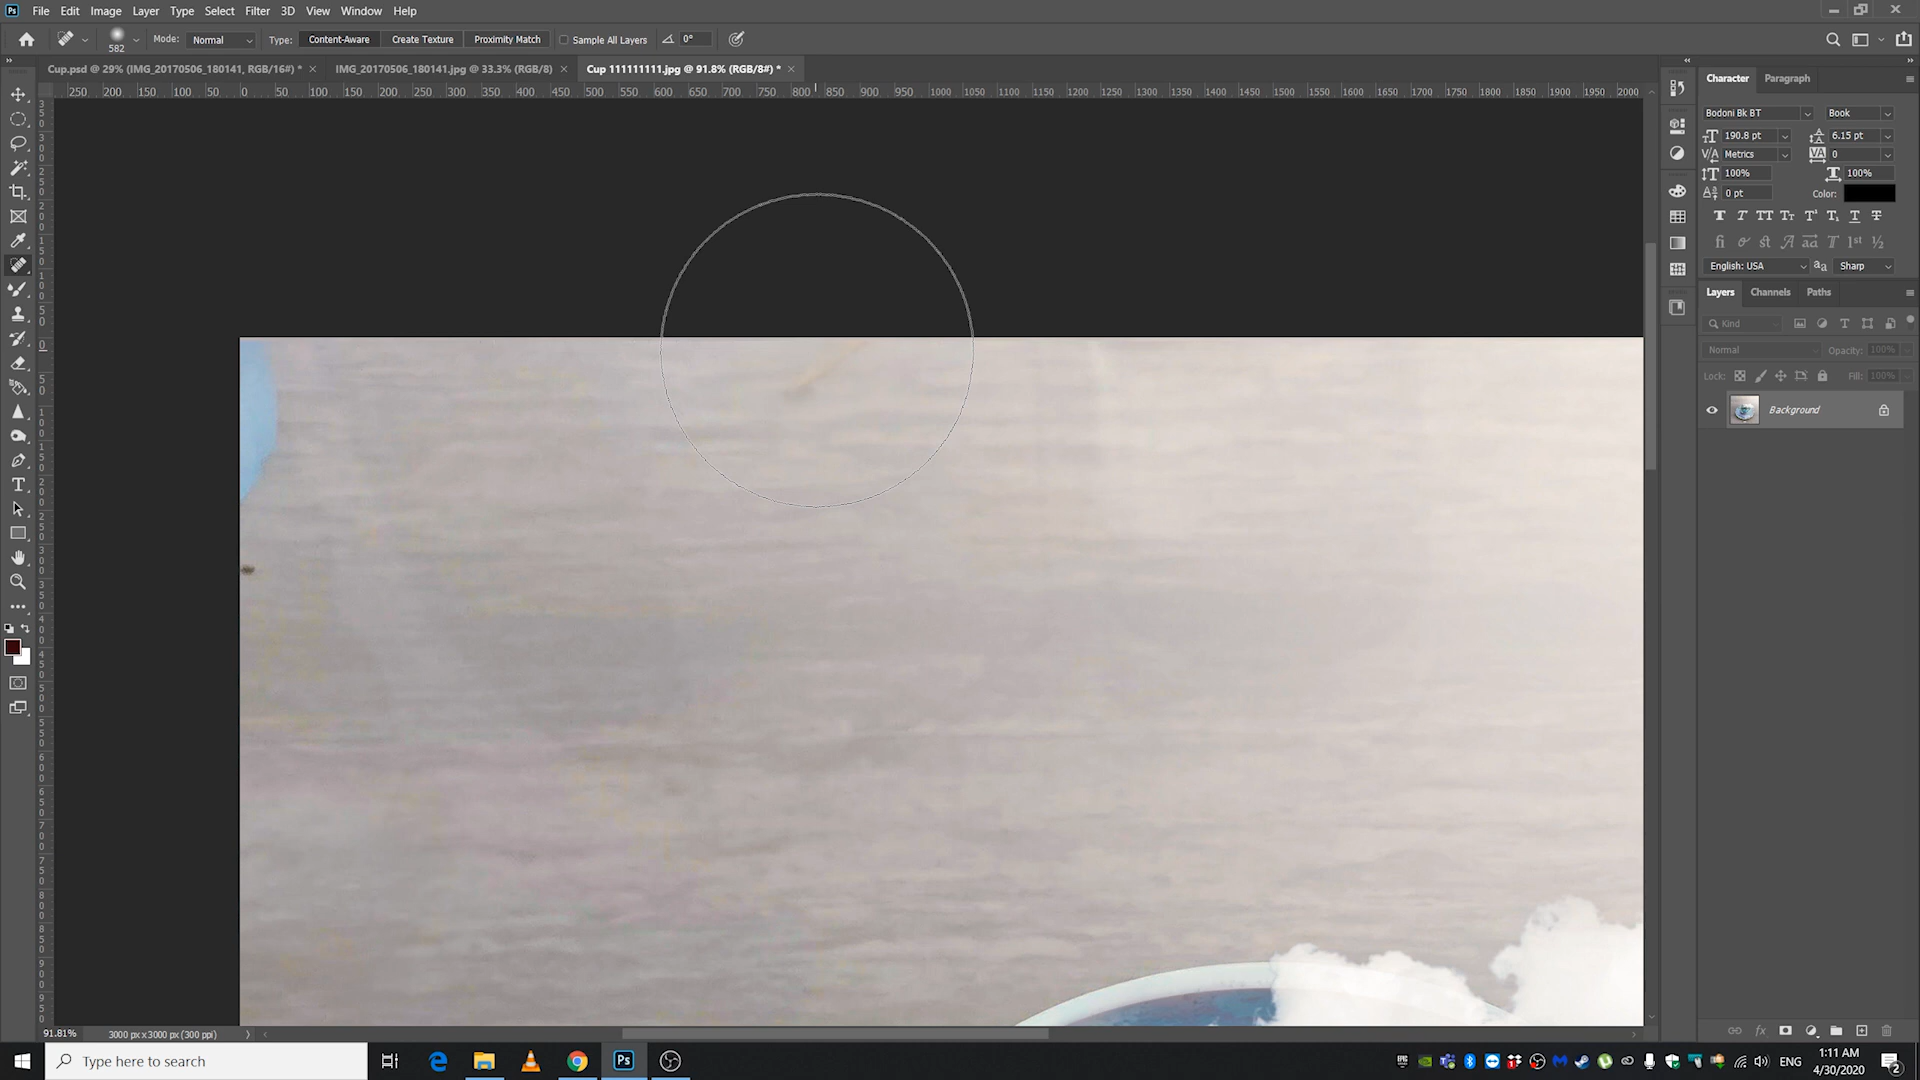 Ps File Edit Image Layer Type Select Filter 3D View Window Help
582 Mode: Normal Type: Content-Aware Create Texture Proximity Match Sample All Layers 0°
Cup.psd @ 29% (IMG_20170506_180141, RGB/16#) * IMG_20170506_180141.jpg @ 33.3% (RGB/8) Cup 111111111.jpg @ 91.8% (RGB/8#) *
250 200 150 100 50 0 50 100 150 200 250 300 350 400 450 500 550 600 650 700 750 800 850 900 950 1000 1050 1100 1150 1200 1250 1300 1350 1400 1450 1500 1550 1600 1650 1700 1750 1800 1850 1900 1950 2000
Character Paragraph
Bodoni Bk BT Book
190.8 pt 6.15 pt
Metrics 0
100% 100%
0 pt Color:
English: USA Sharp
Layers Channels Paths
Kind
Normal Opacity: 100%
Lock: Fill: 100%
Background
91.81% 3000 px x 3000 px (300 ppi)
Type here to search
Ps
ENG
1:11 AM
4/30/2020
2